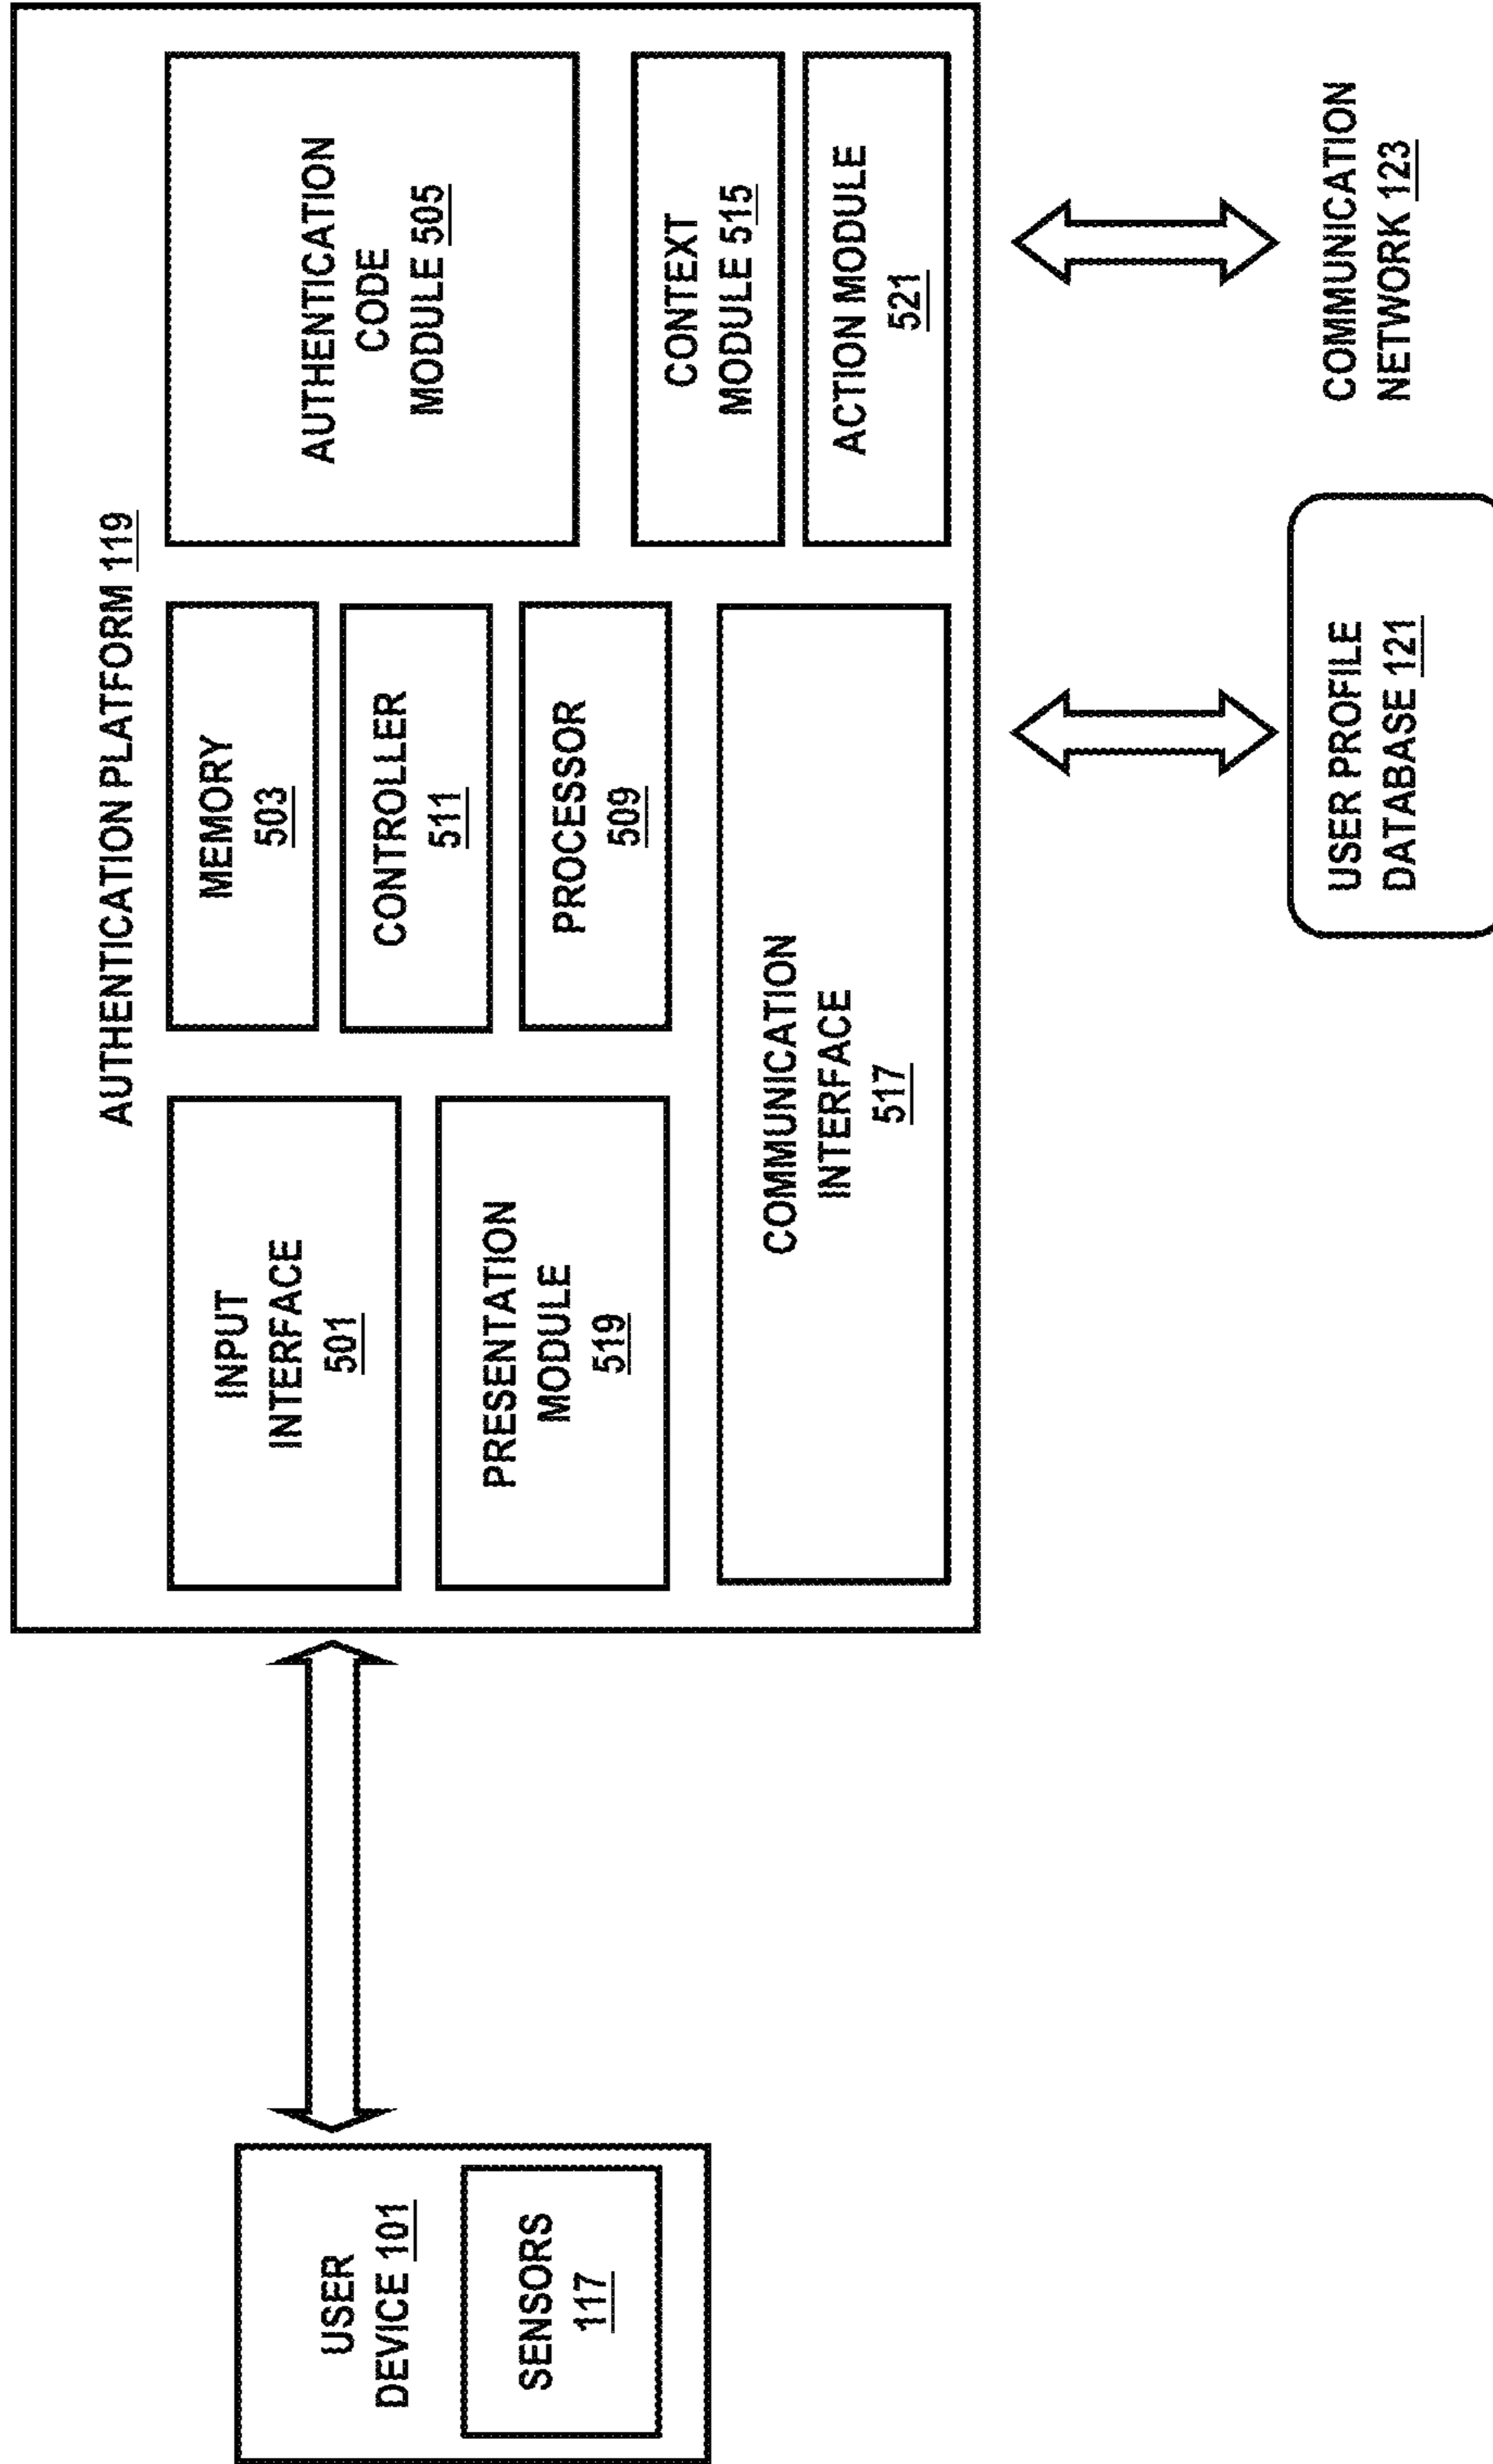 AUTHENTICATION PLATFORM 119
USER
DEVICE 101
SENSORS
117
INPUT
INTERFACE
501
MEMORY
503
AUTHENTICATION
CODE
MODULE 505
CONTROLLER
511
PRESENTATION
MODULE
519
PROCESSOR
509
CONTEXT
MODULE 515
COMMUNICATION
INTERFACE
517
ACTION MODULE
521
USER PROFILE
DATABASE 121
COMMUNICATION
NETWORK 123